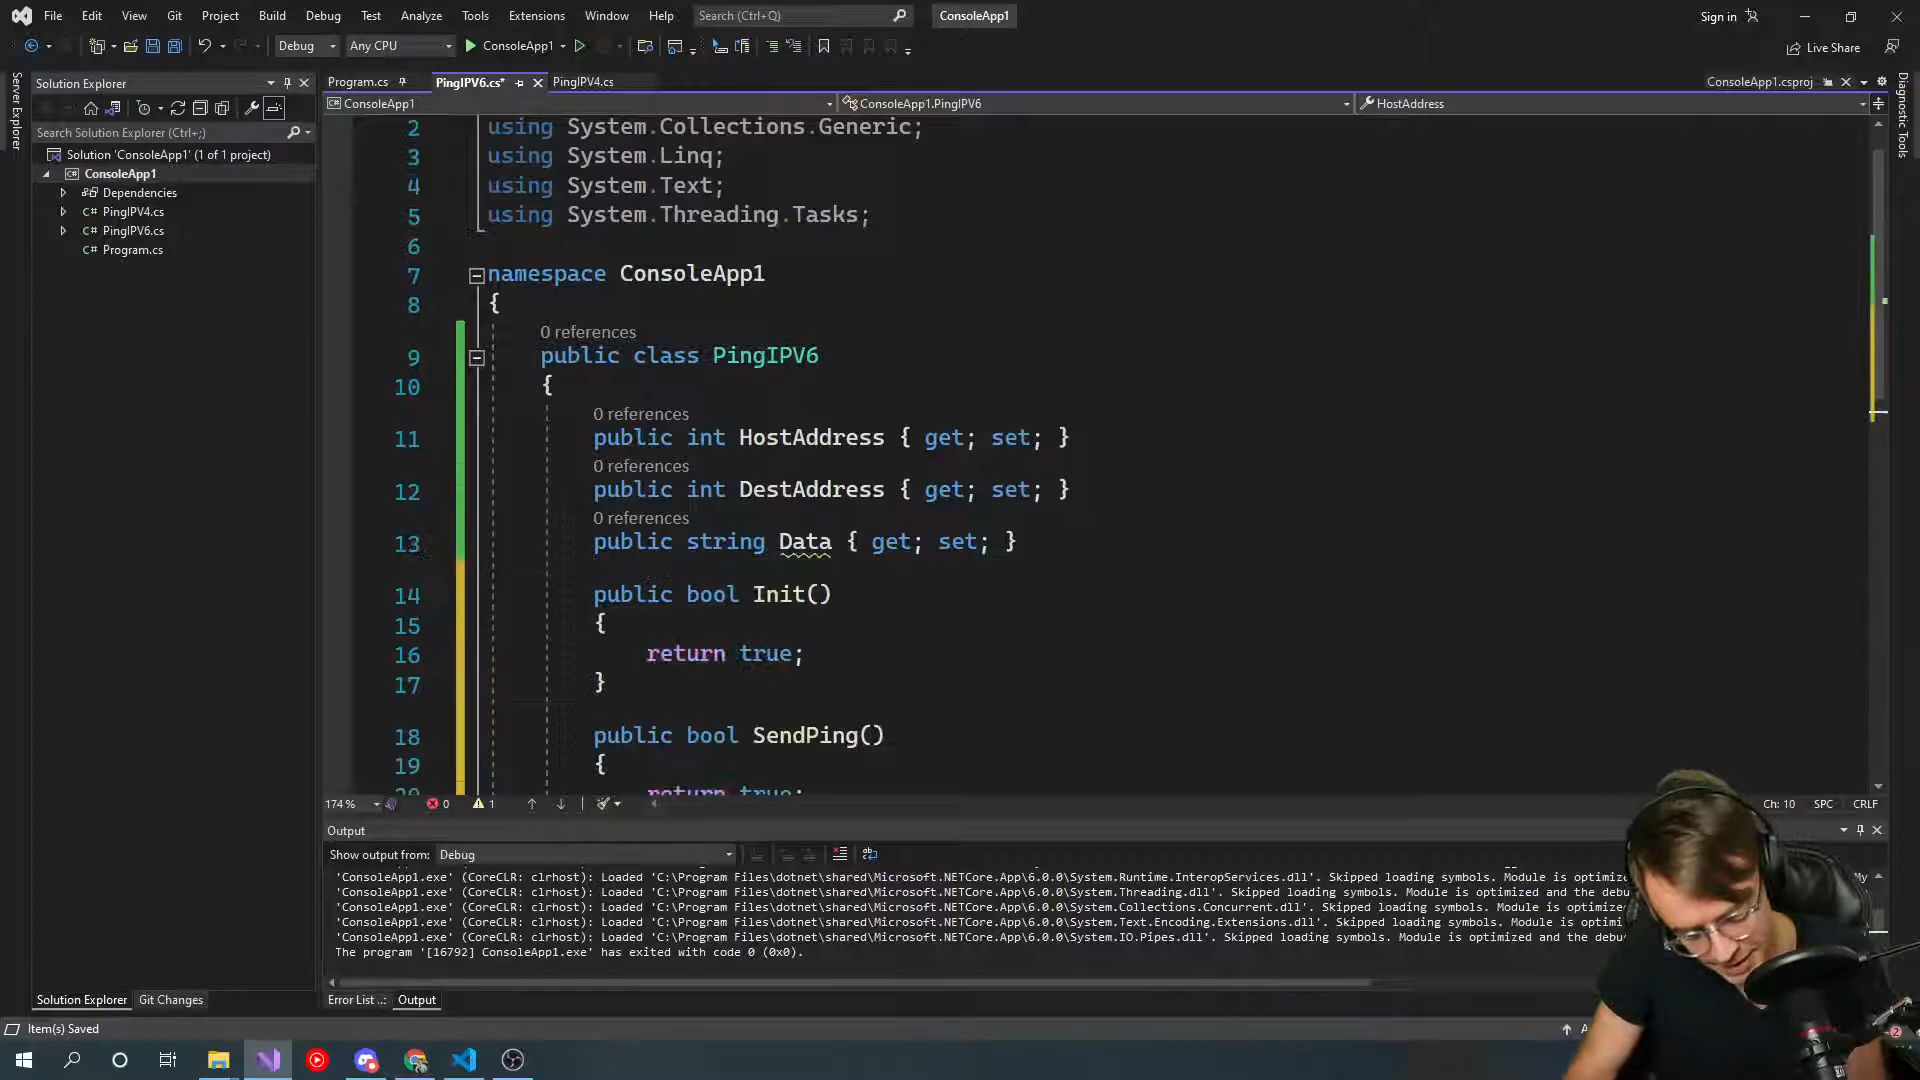 File Edit View Git Project Build Debug Test Analyze Tools Extensions Window Help Search (Ctrl+Q) ConsoleApp1 Sign in
Debug Any CPU ConsoleApp1 Live Share
Server Explorer
Solution Explorer
Search Solution Explorer (Ctrl+;)
Solution 'ConsoleApp1' (1 of 1 project)
ConsoleApp1
Dependencies
C# PingIPV4.cs
C# PingIPV6.cs
C# Program.cs
Program.cs PingIPV6.cs* PingIPV4.cs ConsoleApp1.csproj
ConsoleApp1 ConsoleApp1.PingIPV6 HostAddress
Diagnostic Tools
2 using System.Collections.Generic;
3 using System.Linq;
4 using System.Text;
5 using System.Threading.Tasks;
6
7 namespace ConsoleApp1
8 {
0 references
9 public class PingIPV6
10 {
0 references
11 public int HostAddress { get; set; }
0 references
12 public int DestAddress { get; set; }
0 references
13 public string Data { get; set; }
14 public bool Init()
15 {
16 return true;
17 }
18 public bool SendPing()
19 {
20 return true;
174 % 0 1 Ch: 10 SPC CRLF
Output
Show output from: Debug
'ConsoleApp1.exe' (CoreCLR: clrhost): Loaded 'C:\Program Files\dotnet\shared\Microsoft.NETCore.App\6.0.0\System.Runtime.InteropServices.dll'. Skipped loading symbols. Module is optimize My
'ConsoleApp1.exe' (CoreCLR: clrhost): Loaded 'C:\Program Files\dotnet\shared\Microsoft.NETCore.App\6.0.0\System.Threading.dll'. Skipped loading symbols. Module is optimized and the debu
'ConsoleApp1.exe' (CoreCLR: clrhost): Loaded 'C:\Program Files\dotnet\shared\Microsoft.NETCore.App\6.0.0\System.Collections.Concurrent.dll'. Skipped loading symbols. Module is optimized
'ConsoleApp1.exe' (CoreCLR: clrhost): Loaded 'C:\Program Files\dotnet\shared\Microsoft.NETCore.App\6.0.0\System.Text.Encoding.Extensions.dll'. Skipped loading symbols. Module is optimi
'ConsoleApp1.exe' (CoreCLR: clrhost): Loaded 'C:\Program Files\dotnet\shared\Microsoft.NETCore.App\6.0.0\System.IO.Pipes.dll'. Skipped loading symbols. Module is optimized and the debu
The program '[16792] ConsoleApp1.exe' has exited with code 0 (0x0).
Solution Explorer Git Changes Error List ... Output
Item(s) Saved A
2